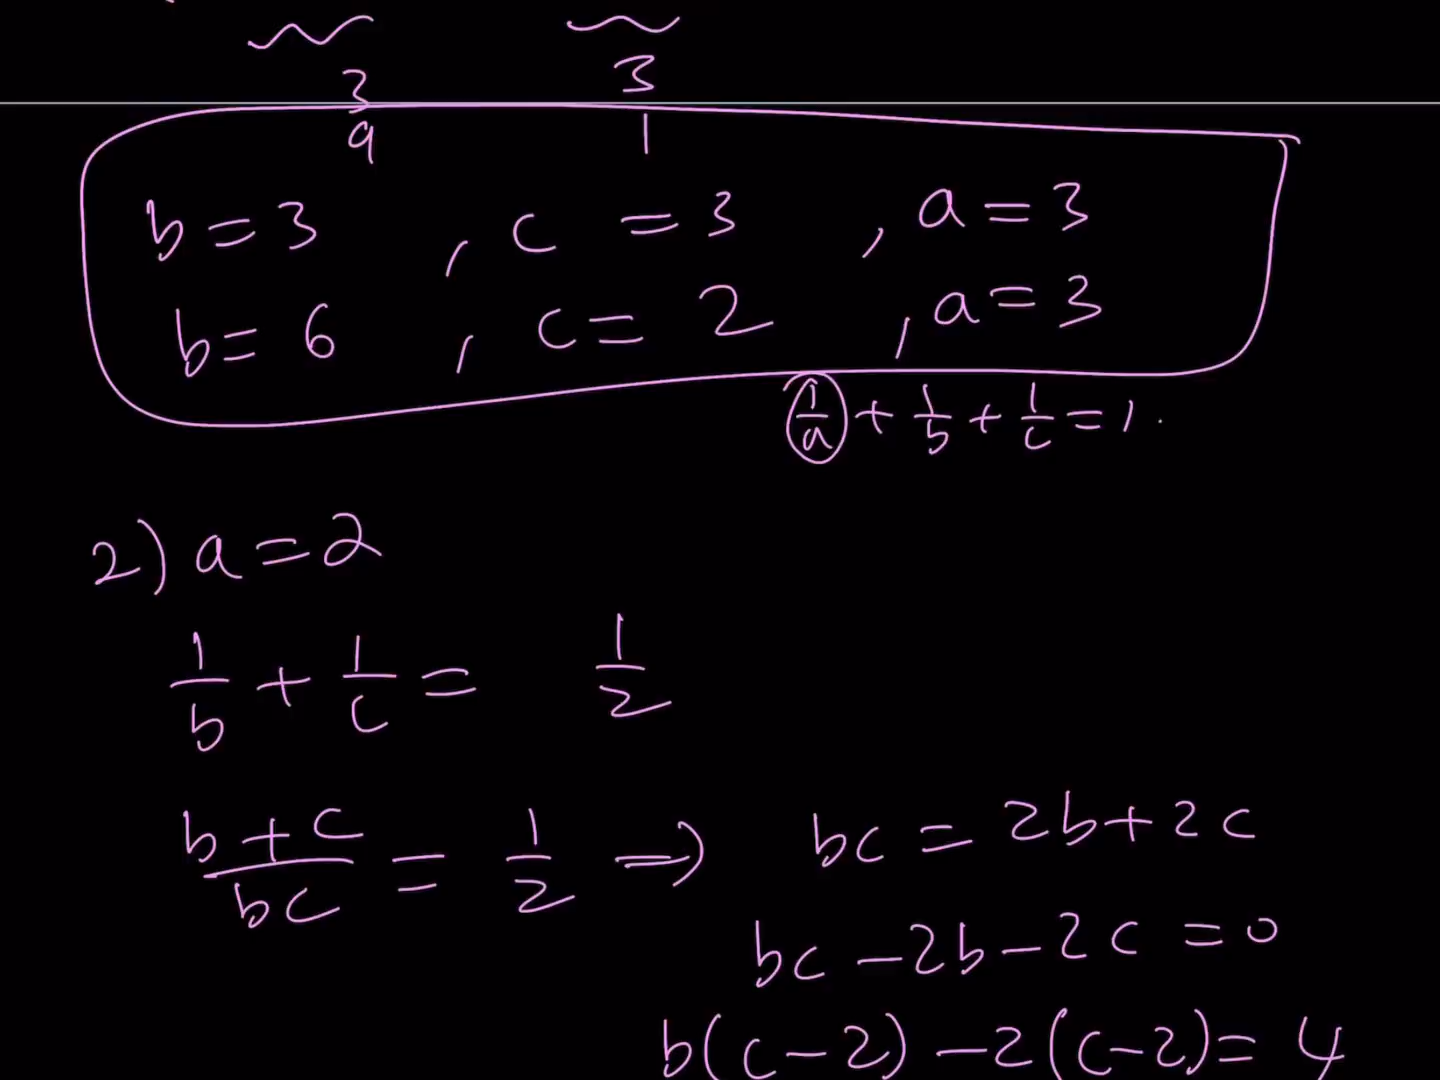 3 3
9 1
b = 3 , c = 3 , a = 3
b = 6 , c = 2 , a = 3
1/a + 1/b + 1/c = 1.
2) a = 2
1/b + 1/c = 1/2
(b + c)/bc = 1/2 ⇒ bc = 2b + 2c
bc - 2b - 2c = 0
b(c - 2) - 2(c - 2) = 4